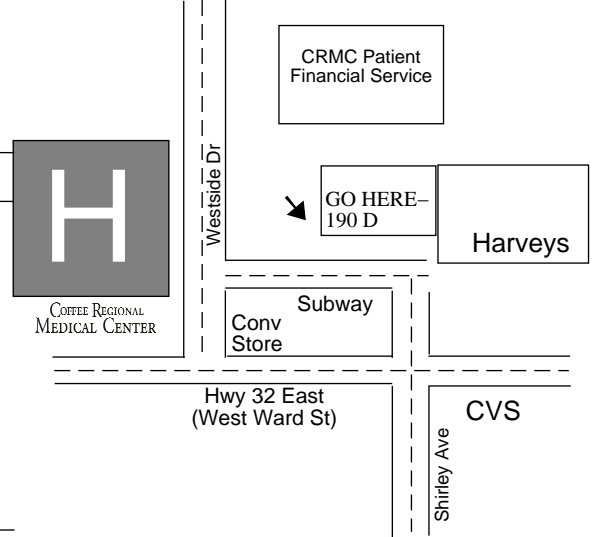 CRMC Patient
Financial Service
Westside Dr
H
GO HERE–
190 D
Harveys
COFFEE REGIONAL
MEDICAL CENTER
Subway
Conv
Store
Hwy 32 East
(West Ward St)
CVS
Shirley Ave